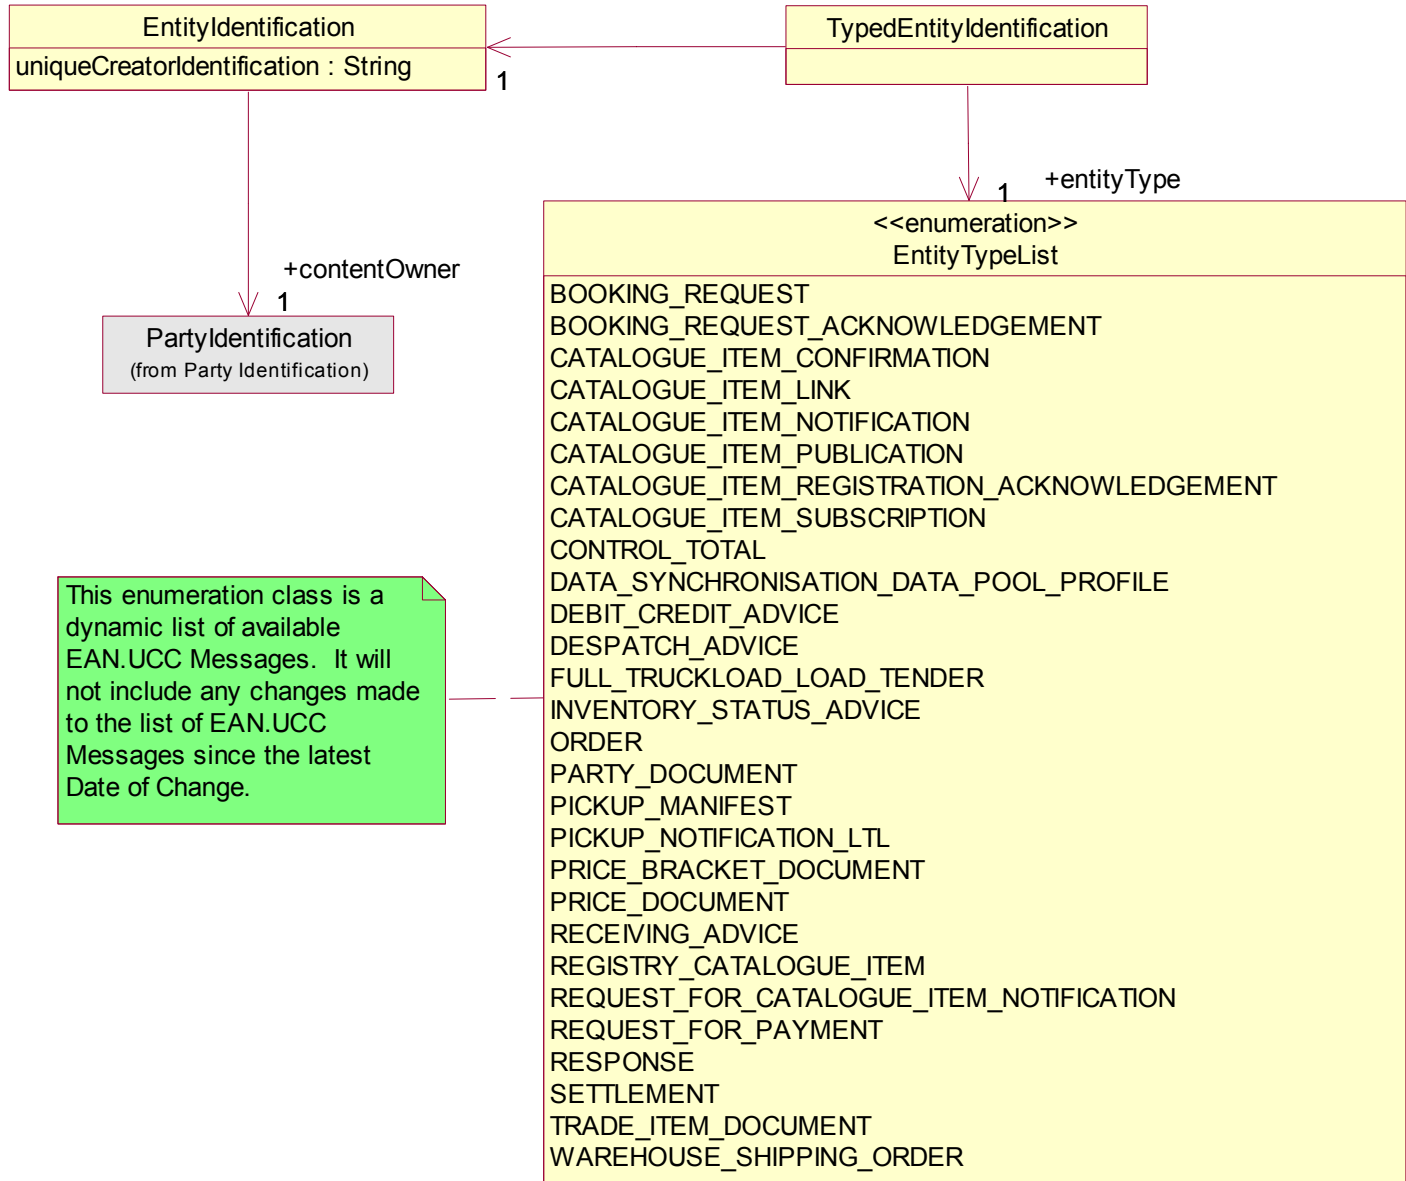 EntityIdentification
uniqueCreatorIdentification : String
1
TypedEntityIdentification
+contentOwner
1
PartyIdentification
(from Party Identification)
+entityType
1
<<enumeration>>
EntityTypeList
BOOKING_REQUEST
BOOKING_REQUEST_ACKNOWLEDGEMENT
CATALOGUE_ITEM_CONFIRMATION
CATALOGUE_ITEM_LINK
CATALOGUE_ITEM_NOTIFICATION
CATALOGUE_ITEM_PUBLICATION
CATALOGUE_ITEM_REGISTRATION_ACKNOWLEDGEMENT
CATALOGUE_ITEM_SUBSCRIPTION
CONTROL_TOTAL
DATA_SYNCHRONISATION_DATA_POOL_PROFILE
DEBIT_CREDIT_ADVICE
DESPATCH_ADVICE
FULL_TRUCKLOAD_LOAD_TENDER
INVENTORY_STATUS_ADVICE
ORDER
PARTY_DOCUMENT
PICKUP_MANIFEST
PICKUP_NOTIFICATION_LTL
PRICE_BRACKET_DOCUMENT
PRICE_DOCUMENT
RECEIVING_ADVICE
REGISTRY_CATALOGUE_ITEM
REQUEST_FOR_CATALOGUE_ITEM_NOTIFICATION
REQUEST_FOR_PAYMENT
RESPONSE
SETTLEMENT
TRADE_ITEM_DOCUMENT
WAREHOUSE_SHIPPING_ORDER
This enumeration class is a
dynamic list of available
EAN.UCC Messages.  It will
not include any changes made
to the list of EAN.UCC
Messages since the latest
Date of Change.